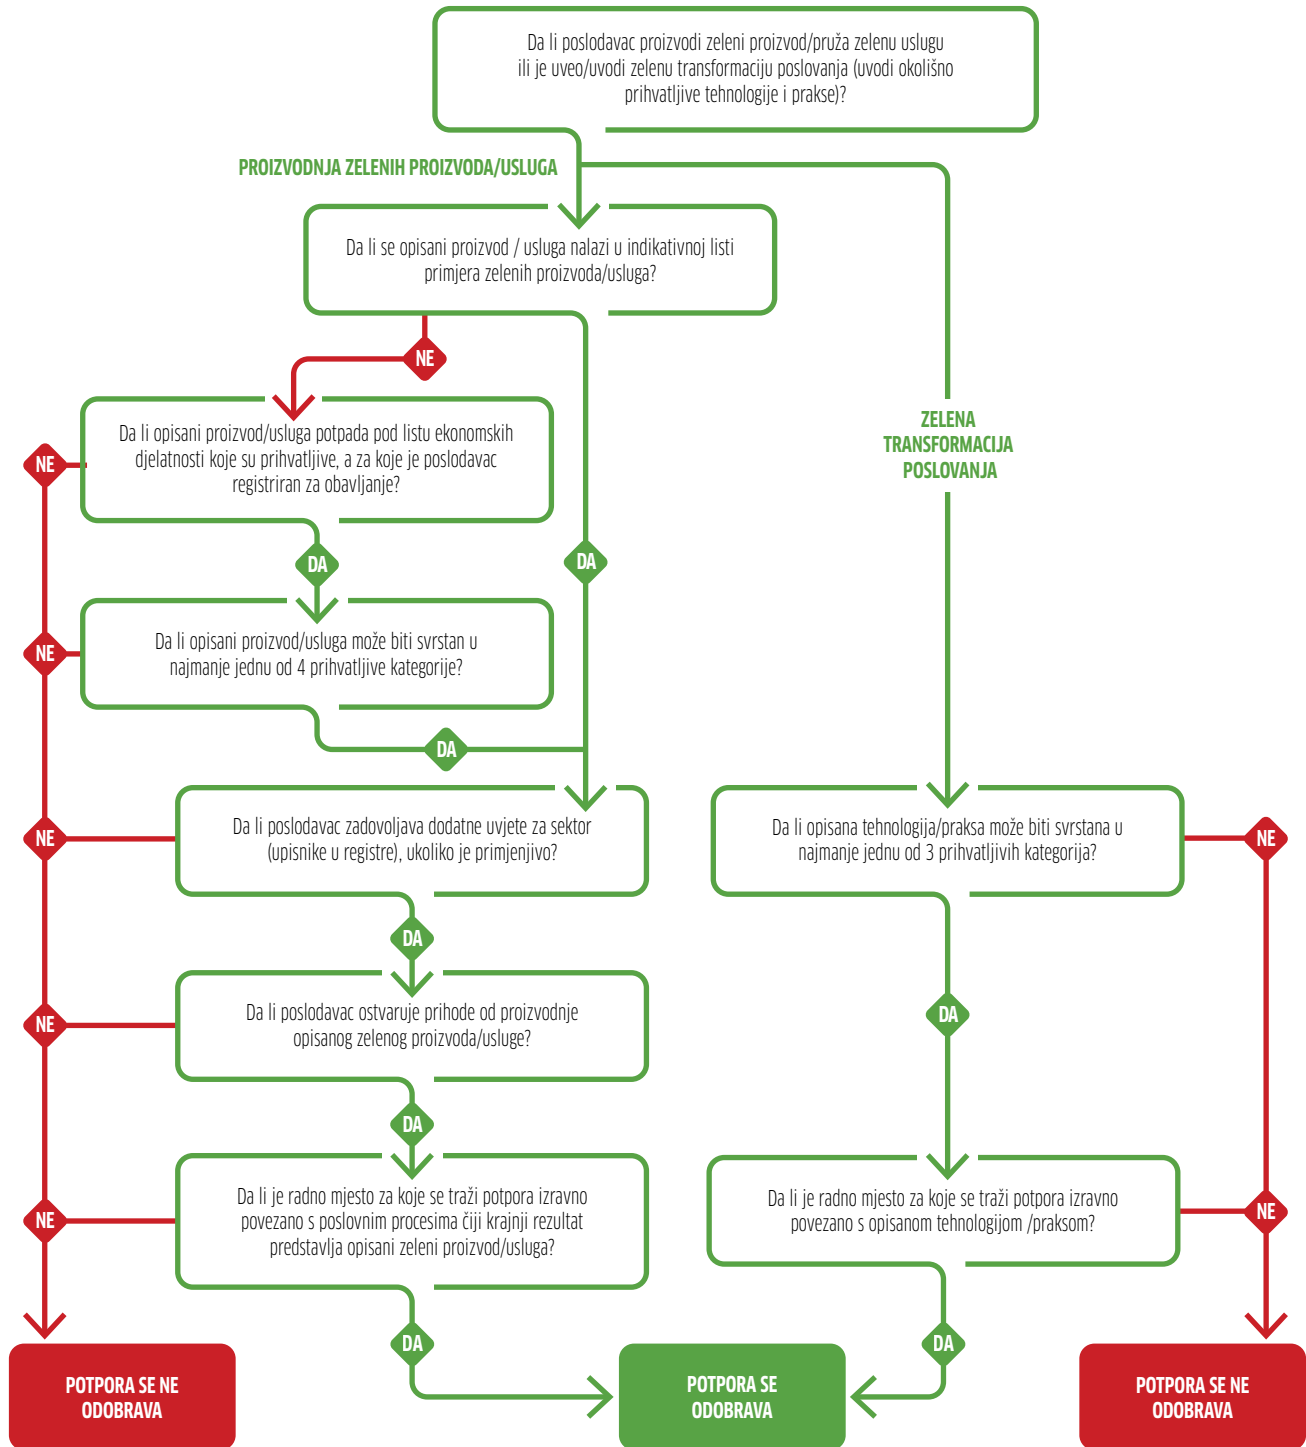 Da li poslodavac proizvodi zeleni proizvod/pruža zelenu uslugu
ili je uveo/uvodi zelenu transformaciju poslovanja (uvodi okolišno
prihvatljive tehnologije i prakse)?
PROIZVODNJA ZELENIH PROIZVODA/USLUGA
Da li se opisani proizvod / usluga nalazi u indikativnoj listi
primjera zelenih proizvoda/usluga?
NE
Da li opisani proizvod/usluga potpada pod listu ekonomskih
djelatnosti koje su prihvatljive, a za koje je poslodavac
registriran za obavljanje?
NE
DA
DA
Da li opisani proizvod/usluga može biti svrstan u
najmanje jednu od 4 prihvatljive kategorije?
NE
DA
Da li poslodavac zadovoljava dodatne uvjete za sektor
(upisnike u registre), ukoliko je primjenjivo?
NE
DA
Da li poslodavac ostvaruje prihode od proizvodnje
opisanog zelenog proizvoda/usluge?
NE
DA
Da li je radno mjesto za koje se traži potpora izravno
povezano s poslovnim procesima čiji krajnji rezultat
predstavlja opisani zeleni proizvod/usluga?
NE
DA
POTPORA SE NE
ODOBRAVA
ZELENA
TRANSFORMACIJA
POSLOVANJA
Da li opisana tehnologija/praksa može biti svrstana u
najmanje jednu od 3 prihvatljivih kategorija?
NE
DA
Da li je radno mjesto za koje se traži potpora izravno
povezano s opisanom tehnologijom /praksom?
NE
DA
POTPORA SE
ODOBRAVA
POTPORA SE NE
ODOBRAVA